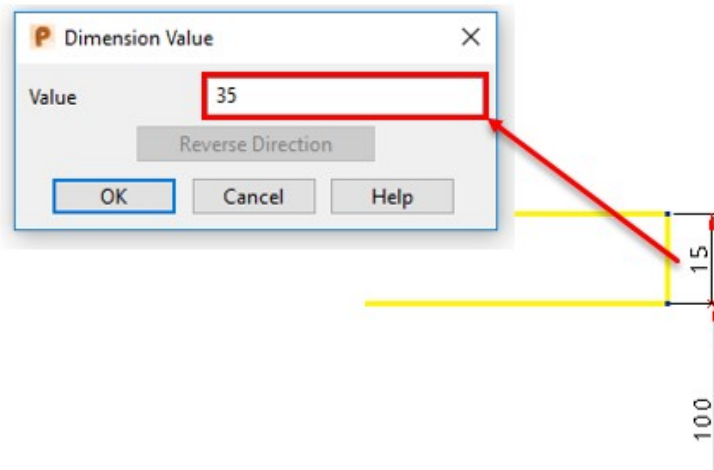 P Dimension Value
Value 35
Reverse Direction
OK Cancel Help
15
100